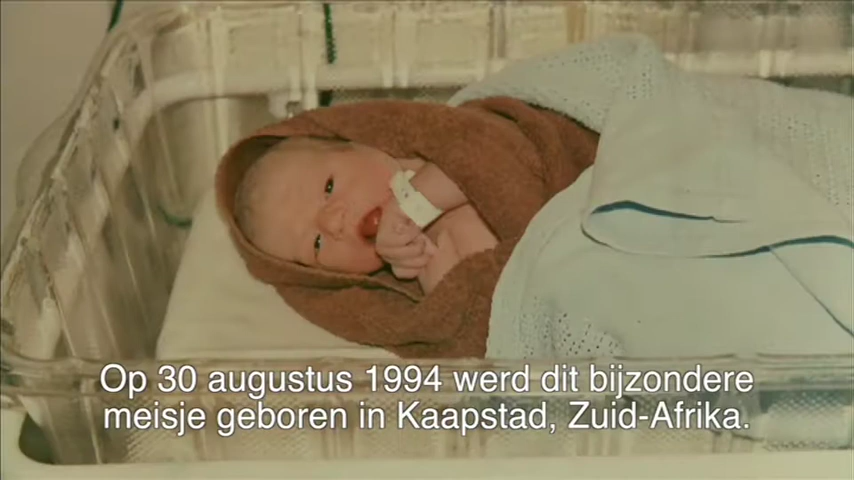 Op 30 augustus 1994 werd dit bijzondere
meisje geboren in Kaapstad, Zuid-Afrika.